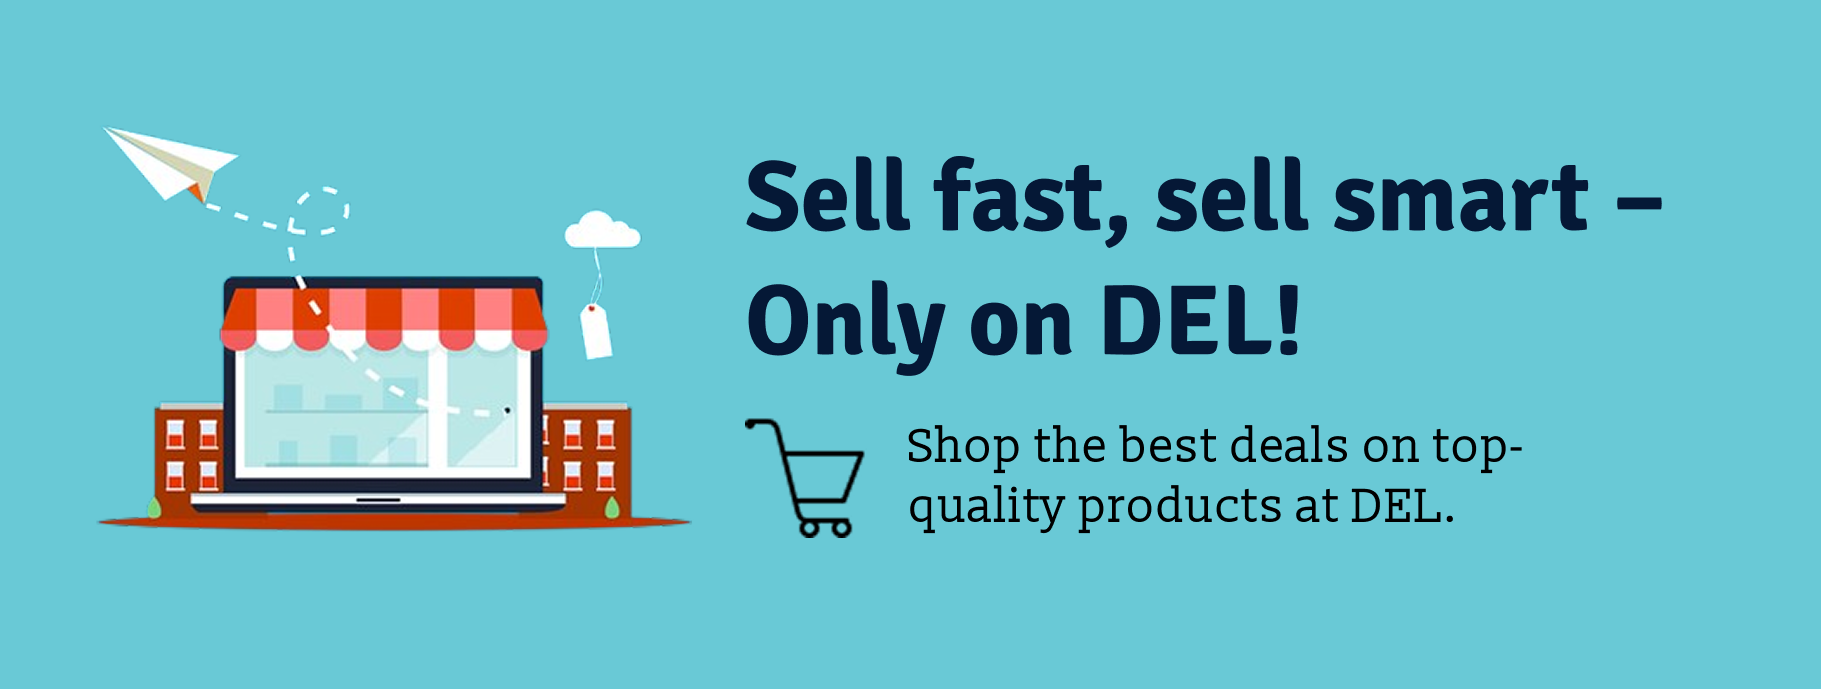 Sell fast, sell smart –
Only on DEL!
Shop the best deals on top-
quality products at DEL.